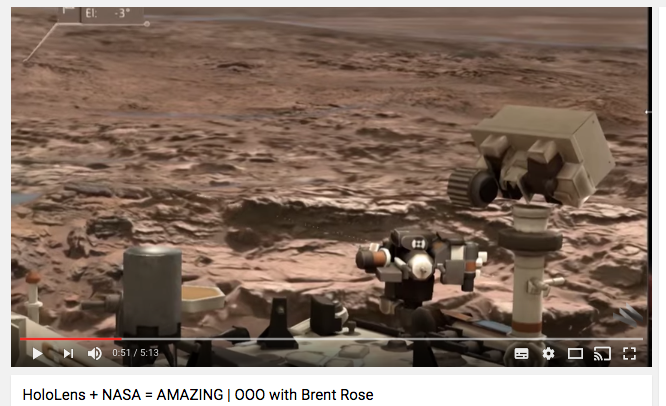 El: -3°
0:51 / 5:13
HoloLens + NASA = AMAZING | OOO with Brent Rose